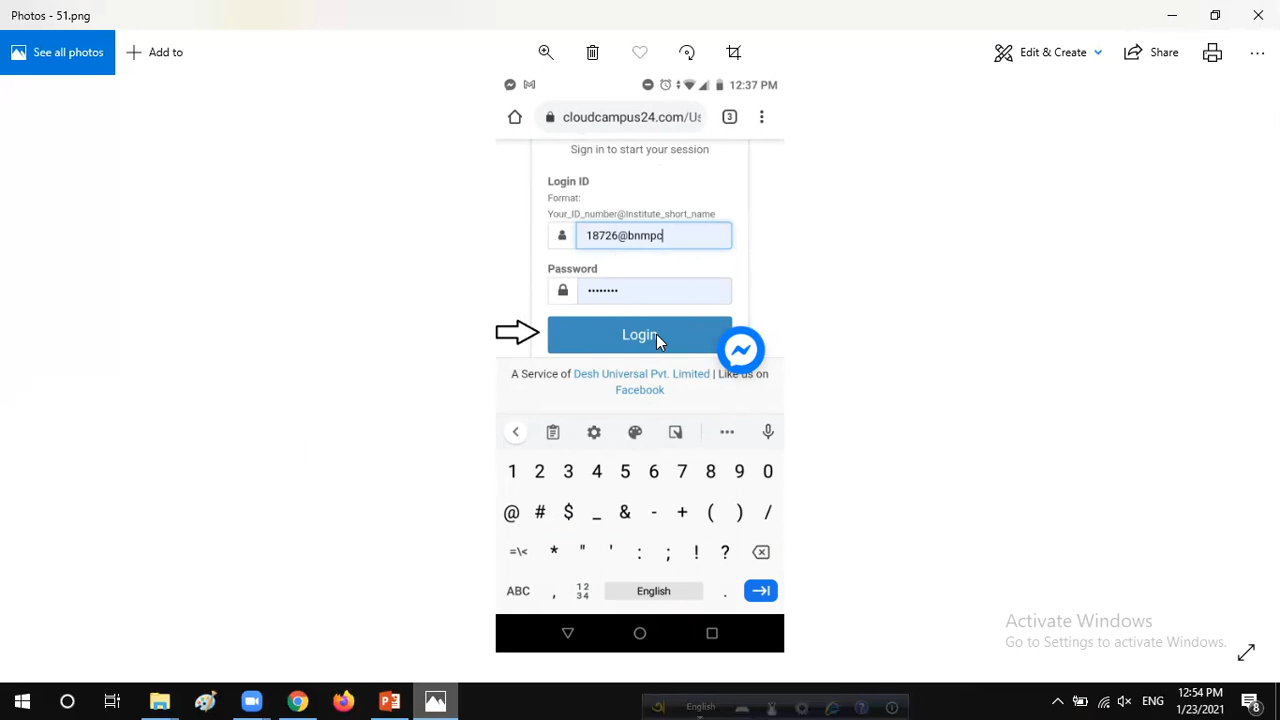 Photos - 51.png
See all photos
Add to
Edit & Create
Share
12:37 PM
cloudcampus24.com/Us
3
Sign in to start your session
Login ID
Format:
Your_ID_number@Institute_short_name
18726@bnmpc
Password
••••••••
Login
A Service of Desh Universal Pvt. Limited | Like us on
Facebook
1 2 3 4 5 6 7 8 9 0
@ # $ _ & - + ( ) /
=\< * " ' : ; ! ?
ABC , 12 34 English .
Activate Windows
Go to Settings to activate Windows.
English
ENG
12:54 PM
1/23/2021
8